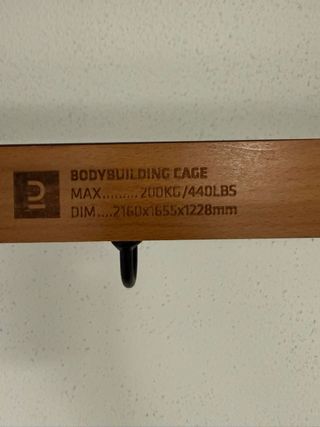 BODYBUILDING CAGE
MAX.........200KG/440LBS
DIM....2160x1655x1228mm